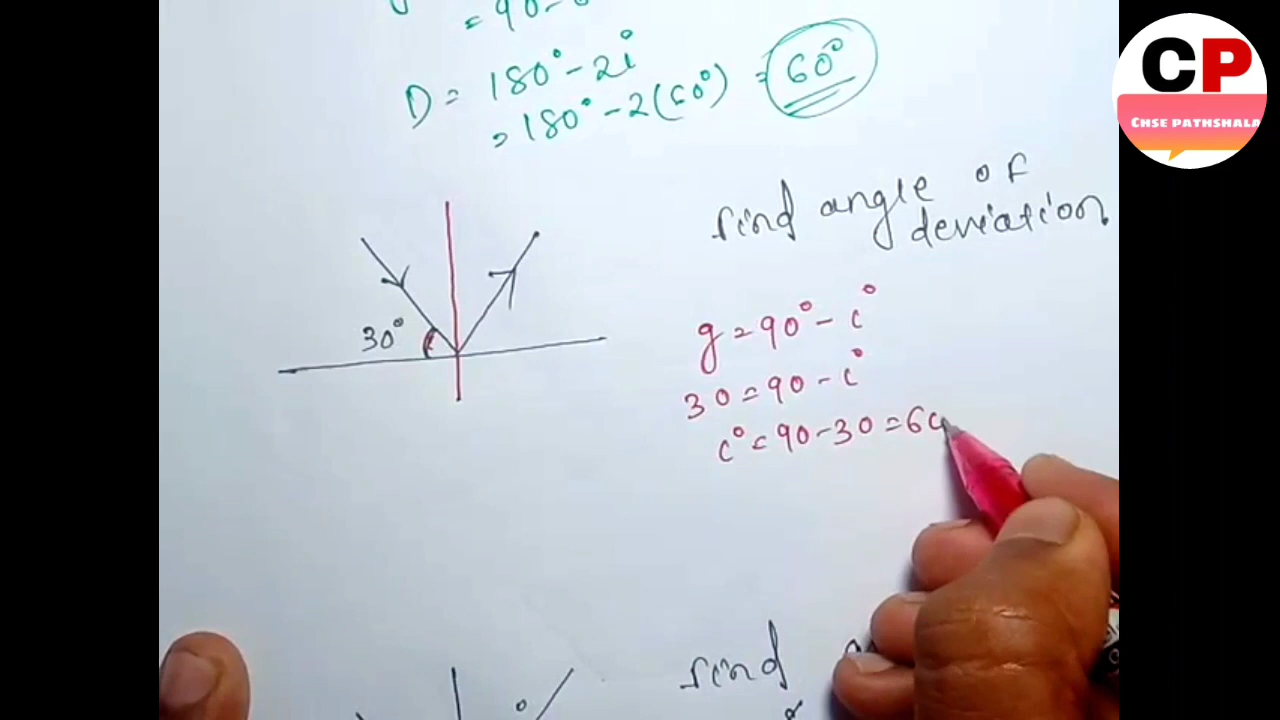 = 90 -
D = 180° - 2i
= 180° - 2(60°) = 60°
CP
CHSE PATHSHALA
find angle of
deviation.
30°
g = 90° - i°
30 = 90 - i°
i° = 90 - 30 = 60
find